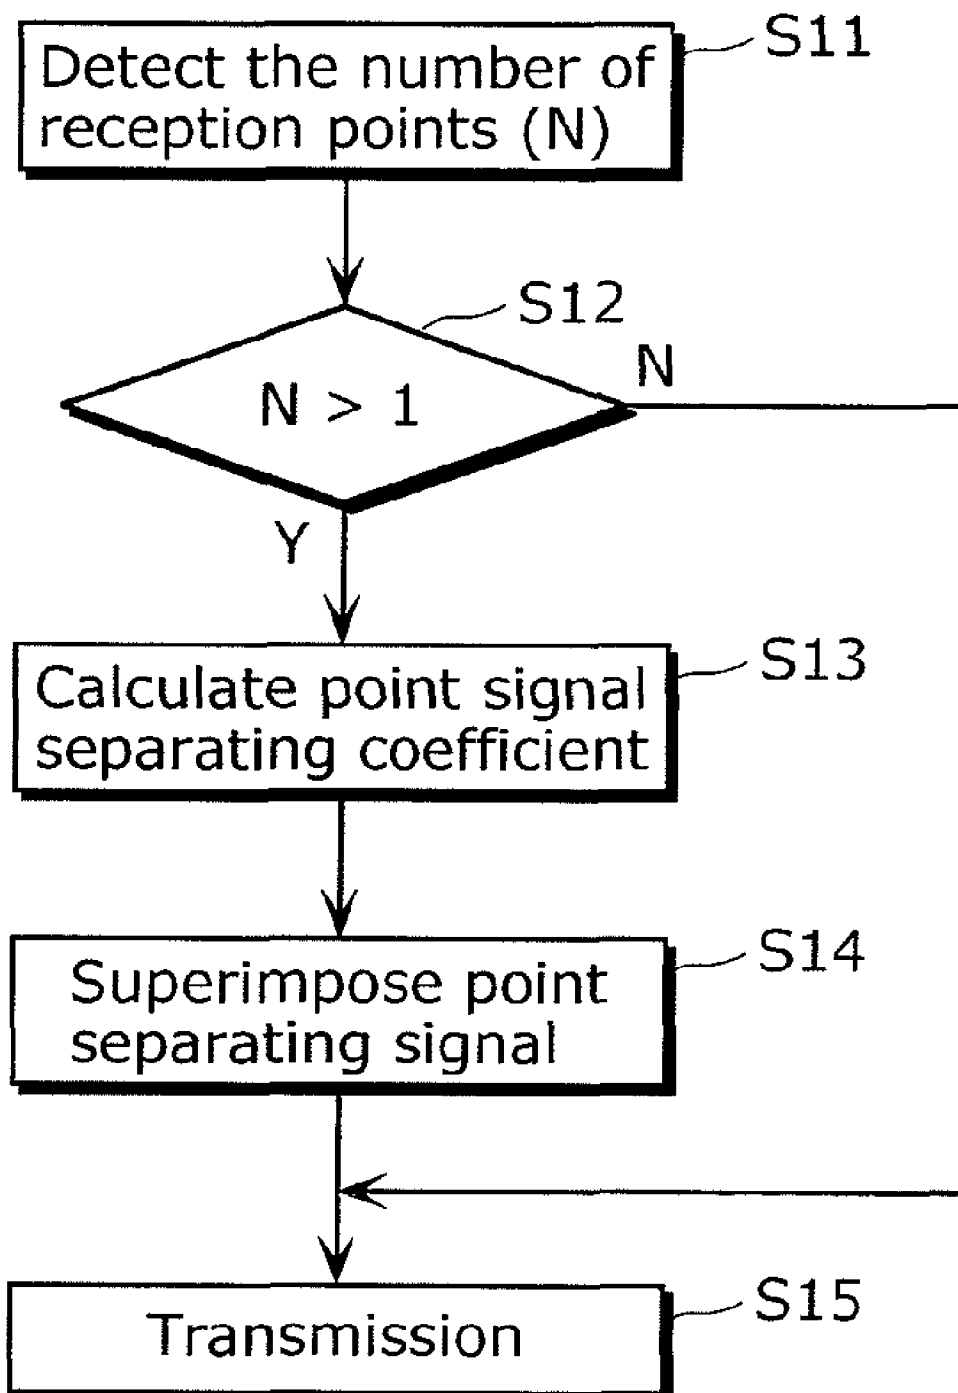 S11
Detect the number of
reception points (N)
S12
N > 1
N
Y
S13
Calculate point signal
separating coefficient
S14
Superimpose point
separating signal
S15
Transmission